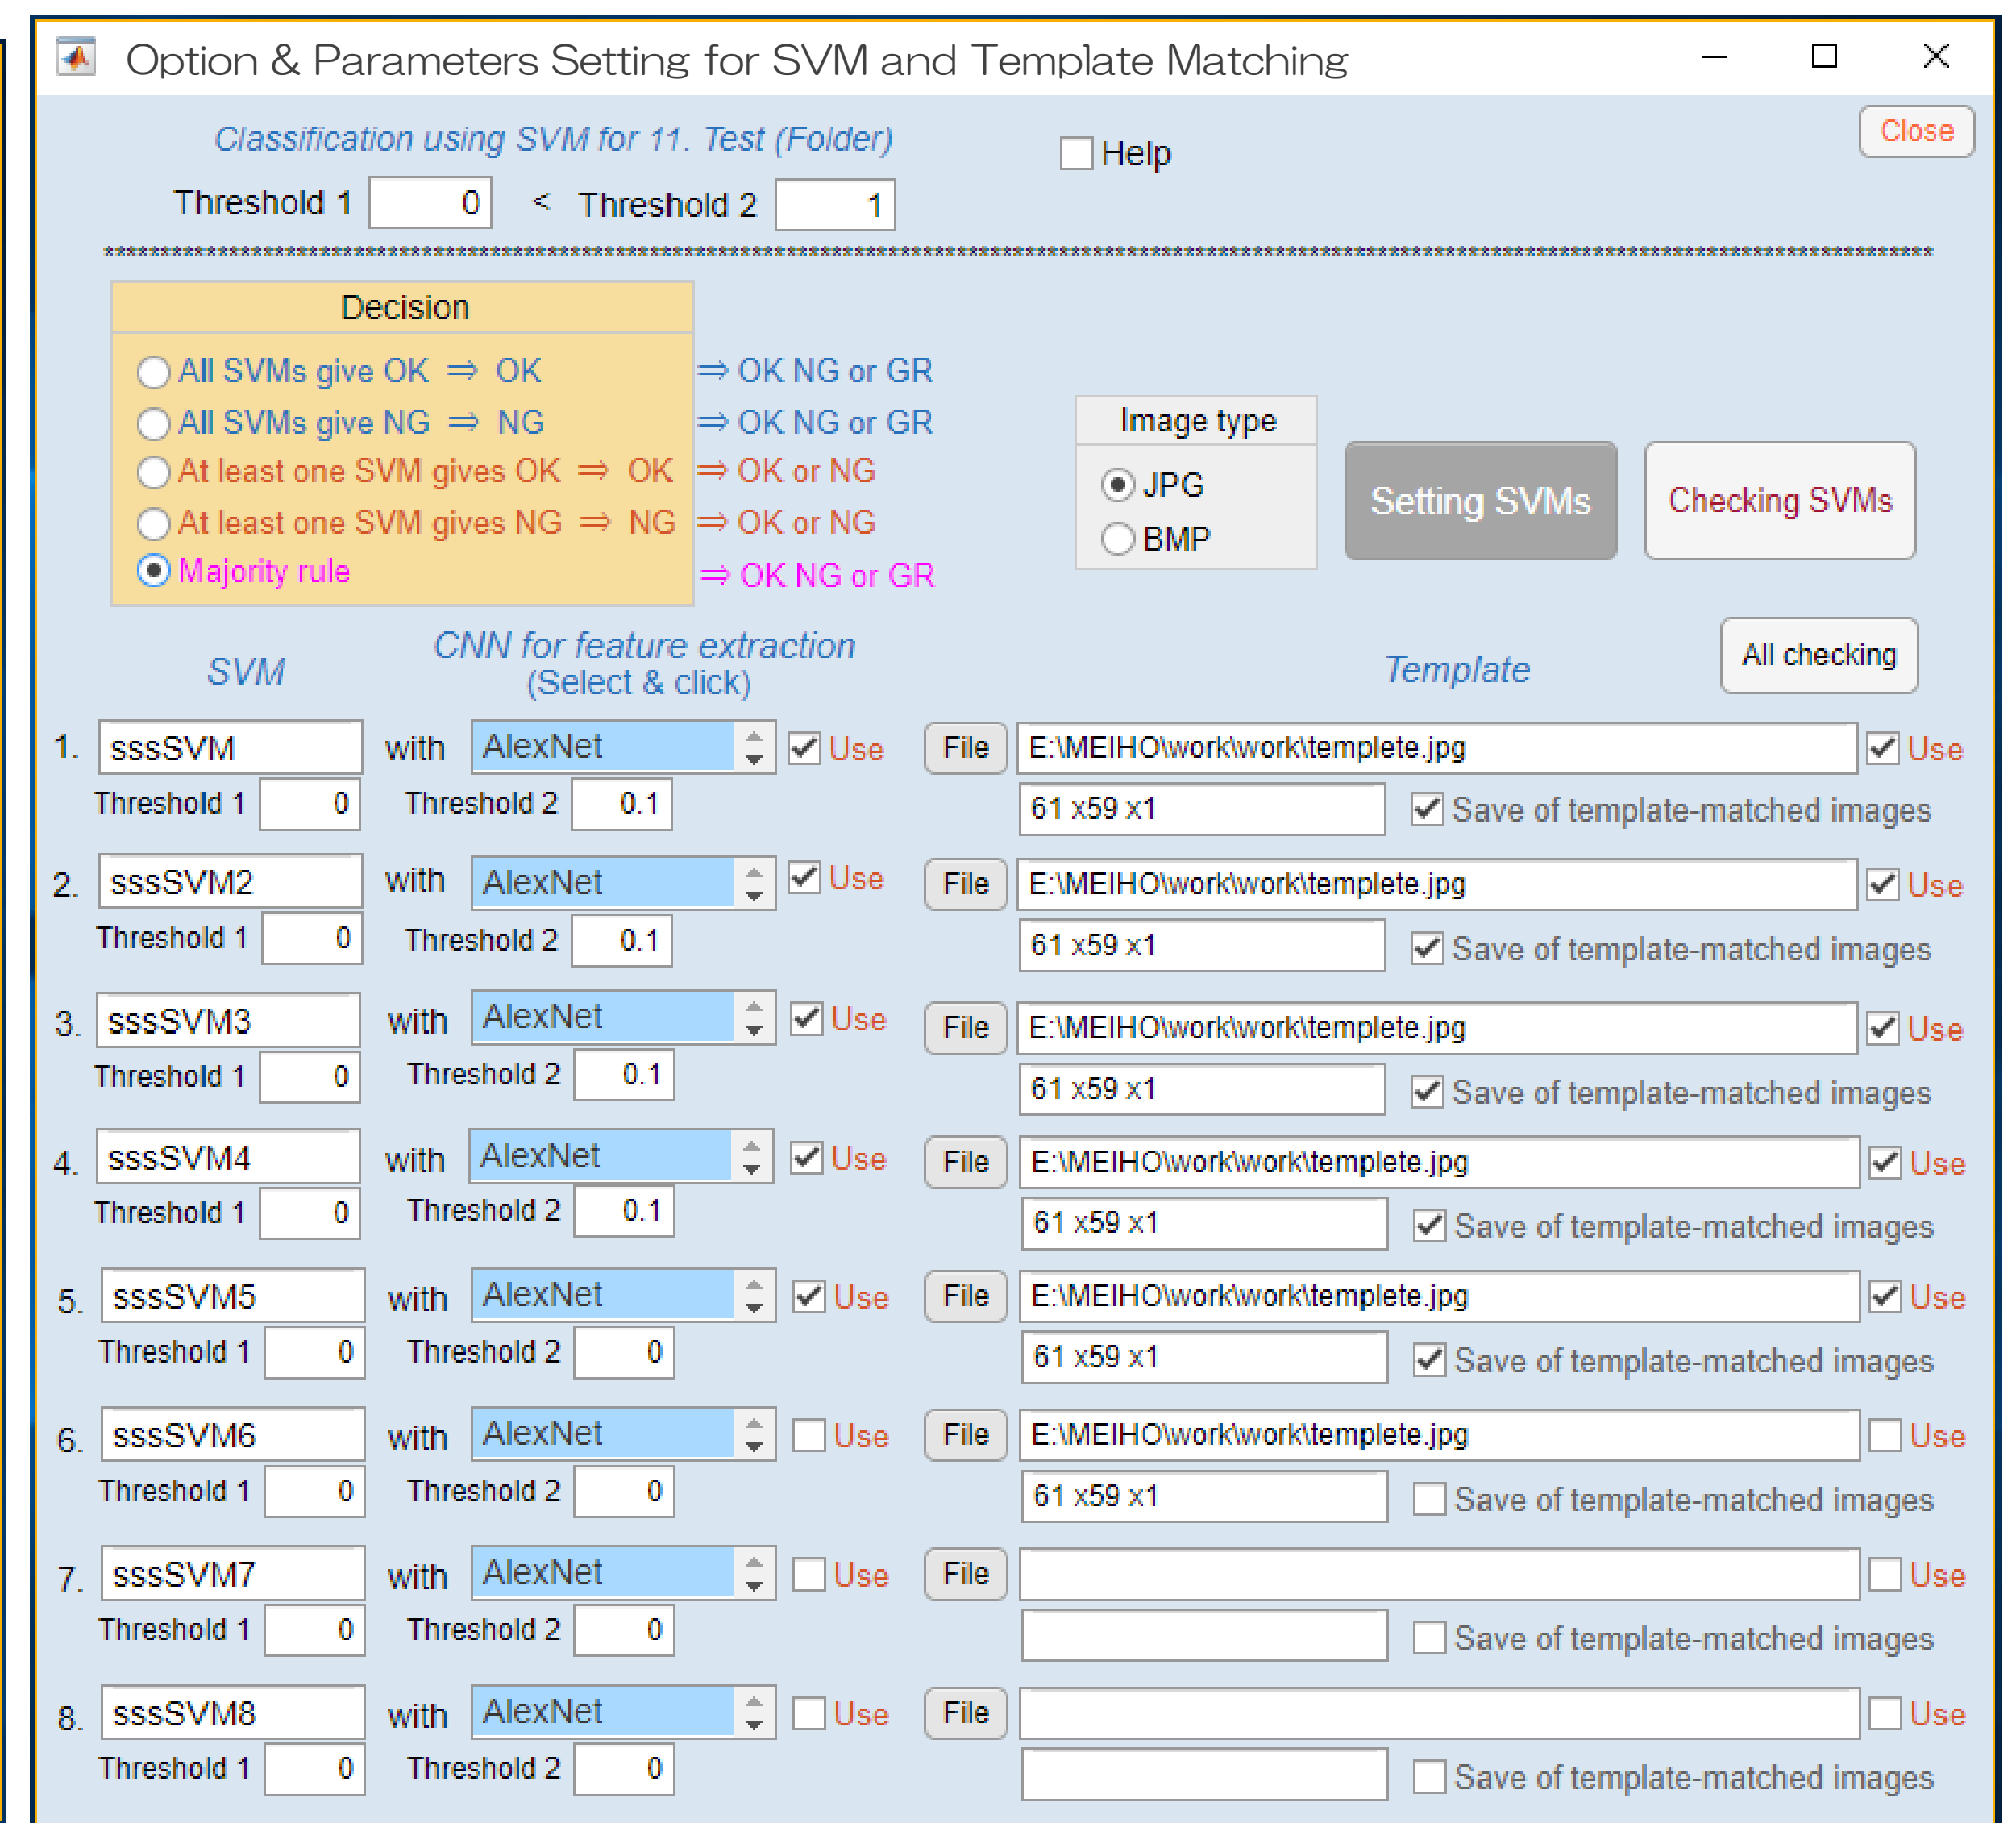 Option & Parameters Setting for SVM and Template Matching
Classification using SVM for 11. Test (Folder)
Help
Close
Threshold 1 0 < Threshold 2 1
************************************************************************************************************************************************************
Decision
All SVMs give OK ⇒ OK ⇒ OK NG or GR
All SVMs give NG ⇒ NG ⇒ OK NG or GR
At least one SVM gives OK ⇒ OK ⇒ OK or NG
At least one SVM gives NG ⇒ NG ⇒ OK or NG
Majority rule ⇒ OK NG or GR
Image type
JPG
BMP
Setting SVMs
Checking SVMs
SVM
CNN for feature extraction
(Select & click)
Template
All checking
1. sssSVM with AlexNet Use File E:\MEIHO\work\work\templete.jpg Use
Threshold 1 0 Threshold 2 0.1 61 x59 x1 Save of template-matched images
2. sssSVM2 with AlexNet Use File E:\MEIHO\work\work\templete.jpg Use
Threshold 1 0 Threshold 2 0.1 61 x59 x1 Save of template-matched images
3. sssSVM3 with AlexNet Use File E:\MEIHO\work\work\templete.jpg Use
Threshold 1 0 Threshold 2 0.1 61 x59 x1 Save of template-matched images
4. sssSVM4 with AlexNet Use File E:\MEIHO\work\work\templete.jpg Use
Threshold 1 0 Threshold 2 0.1 61 x59 x1 Save of template-matched images
5. sssSVM5 with AlexNet Use File E:\MEIHO\work\work\templete.jpg Use
Threshold 1 0 Threshold 2 0 61 x59 x1 Save of template-matched images
6. sssSVM6 with AlexNet Use File E:\MEIHO\work\work\templete.jpg Use
Threshold 1 0 Threshold 2 0 61 x59 x1 Save of template-matched images
7. sssSVM7 with AlexNet Use File Use
Threshold 1 0 Threshold 2 0 Save of template-matched images
8. sssSVM8 with AlexNet Use File Use
Threshold 1 0 Threshold 2 0 Save of template-matched images